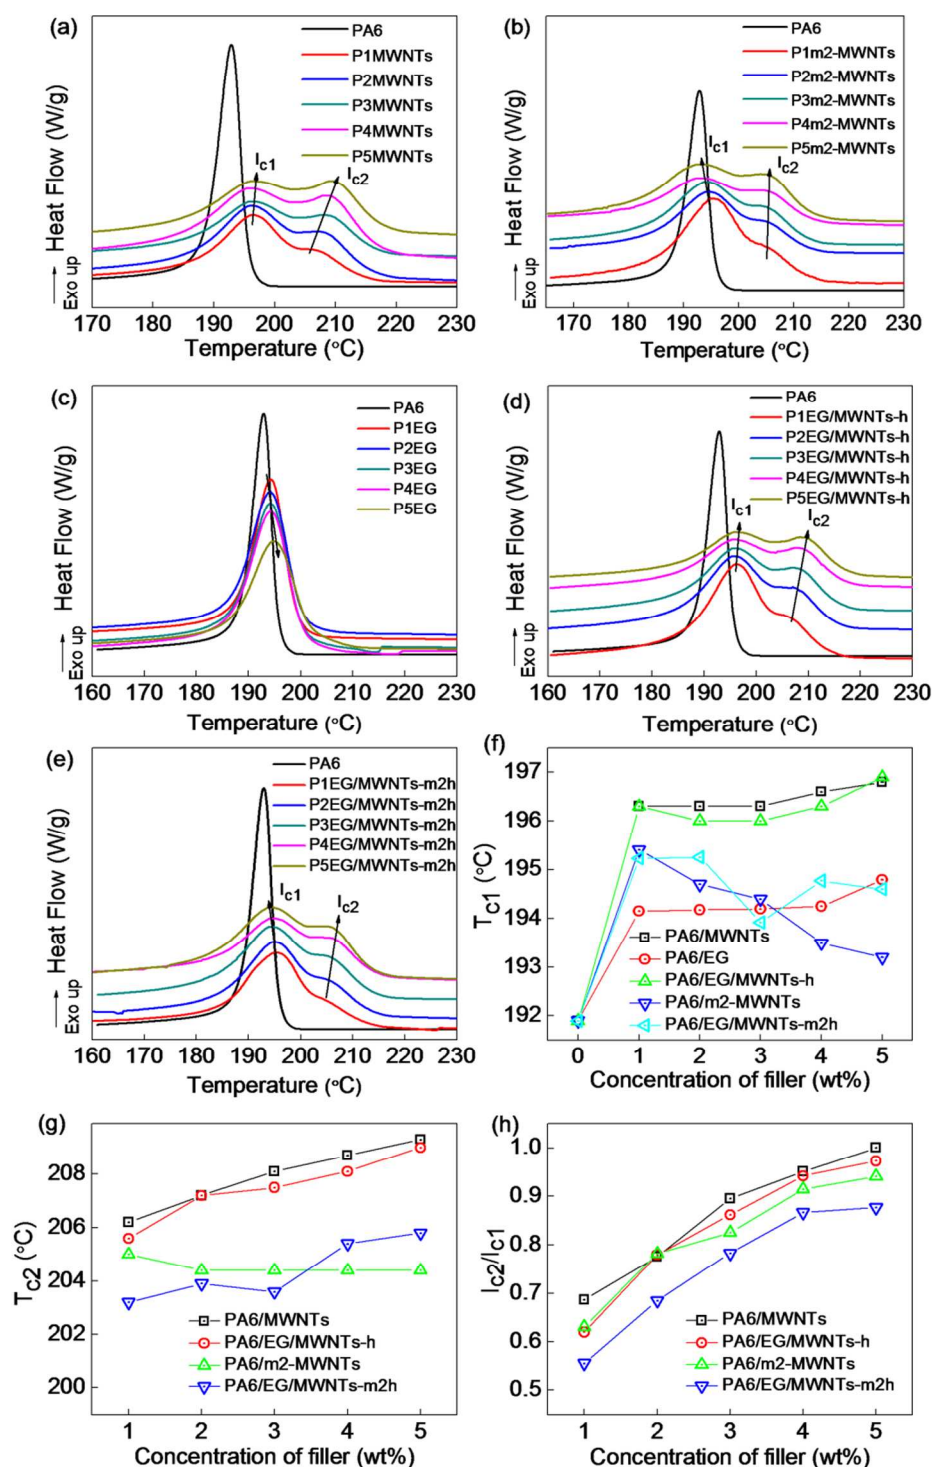 (a)
PA6
P1MWNTs
P2MWNTs
P3MWNTs
P4MWNTs
P5MWNTs
Ic1
Ic2
Heat Flow (W/g)
Exo up
170 180 190 200 210 220 230
Temperature (°C)
(b)
PA6
P1m2-MWNTs
P2m2-MWNTs
P3m2-MWNTs
P4m2-MWNTs
P5m2-MWNTs
Ic1
Ic2
Heat Flow (W/g)
Exo up
170 180 190 200 210 220 230
Temperature (°C)
(c)
PA6
P1EG
P2EG
P3EG
P4EG
P5EG
Heat Flow (W/g)
Exo up
160 170 180 190 200 210 220 230
Temperature (°C)
(d)
PA6
P1EG/MWNTs-h
P2EG/MWNTs-h
P3EG/MWNTs-h
P4EG/MWNTs-h
P5EG/MWNTs-h
Ic1
Ic2
Heat Flow (W/g)
Exo up
160 170 180 190 200 210 220 230
Temperature (°C)
(e)
PA6
P1EG/MWNTs-m2h
P2EG/MWNTs-m2h
P3EG/MWNTs-m2h
P4EG/MWNTs-m2h
P5EG/MWNTs-m2h
Ic1
Ic2
Heat Flow (W/g)
Exo up
160 170 180 190 200 210 220 230
Temperature (°C)
(f)
197
196
195
194
193
192
Tc1 (°C)
PA6/MWNTs
PA6/EG
PA6/EG/MWNTs-h
PA6/m2-MWNTs
PA6/EG/MWNTs-m2h
0 1 2 3 4 5
Concentration of filler (wt%)
(g)
208
206
204
202
200
Tc2 (°C)
PA6/MWNTs
PA6/EG/MWNTs-h
PA6/m2-MWNTs
PA6/EG/MWNTs-m2h
1 2 3 4 5
Concentration of filler (wt%)
(h)
1.0
0.9
0.8
0.7
0.6
0.5
Ic2/Ic1
PA6/MWNTs
PA6/EG/MWNTs-h
PA6/m2-MWNTs
PA6/EG/MWNTs-m2h
1 2 3 4 5
Concentration of filler (wt%)